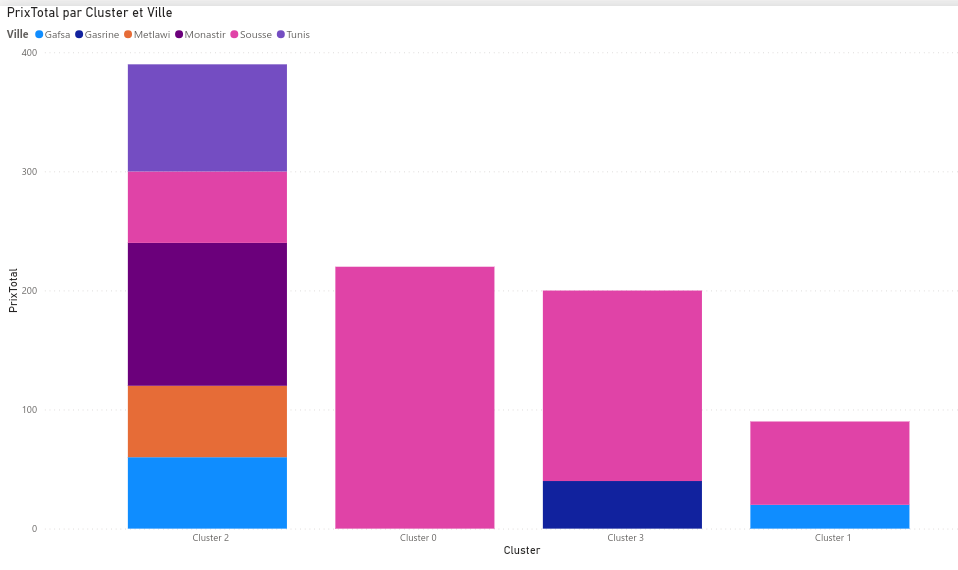 PrixTotal par Cluster et Ville
Ville Gafsa Gasrine Metlawi Monastir Sousse Tunis
400
300
200
100
0
PrixTotal
Cluster 2 Cluster 0 Cluster 3 Cluster 1
Cluster